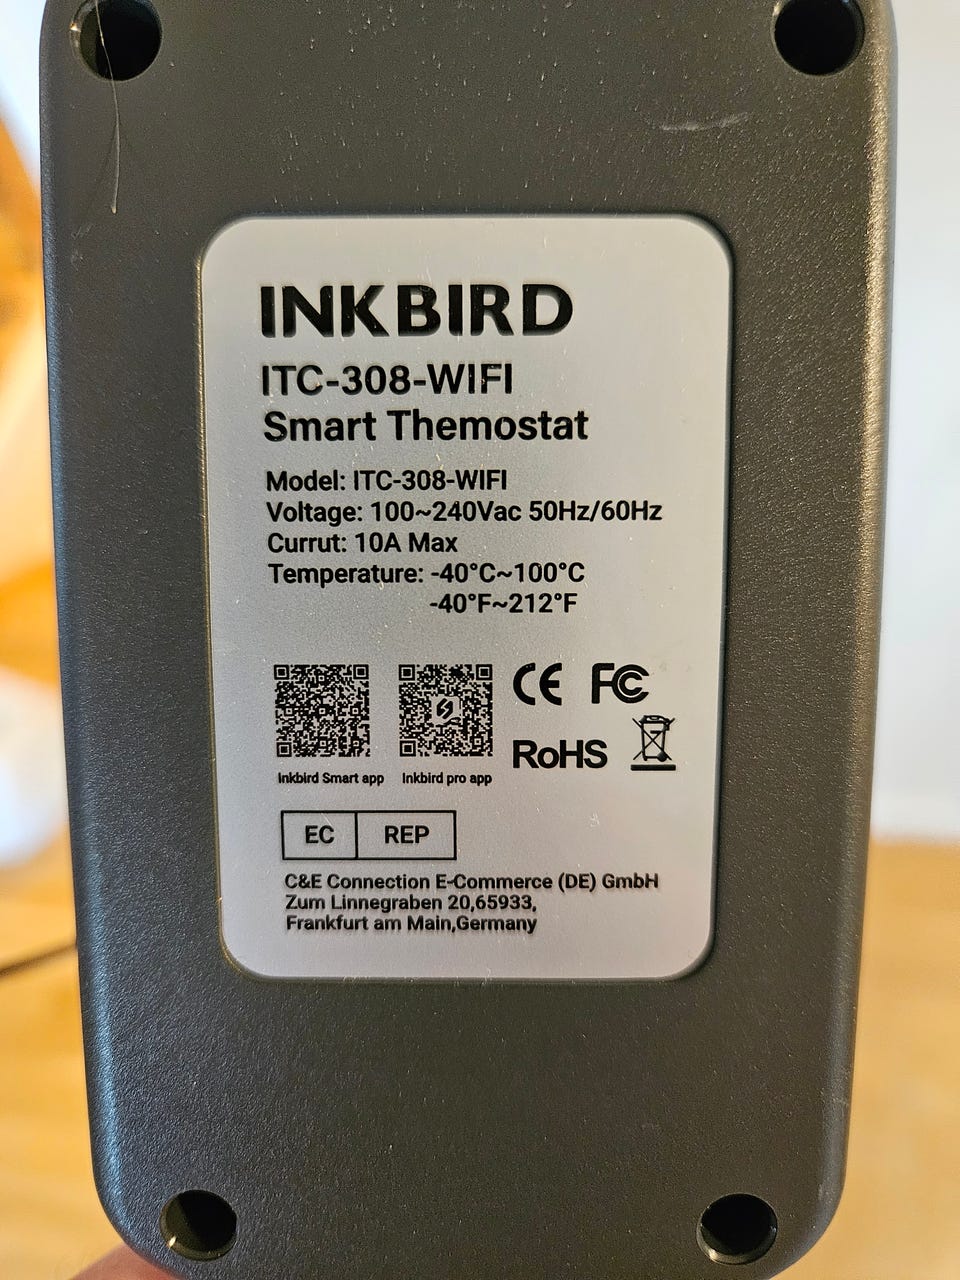 INKBIRD
ITC-308-WIFI
Smart Themostat
Model: ITC-308-WIFI
Voltage: 100~240Vac 50Hz/60Hz
Currut: 10A Max
Temperature: -40°C~100°C
-40°F~212°F
CE FC
RoHS
Inkbird Smart app Inkbird pro app
EC REP
C&E Connection E-Commerce (DE) GmbH
Zum Linnegraben 20,65933,
Frankfurt am Main,Germany